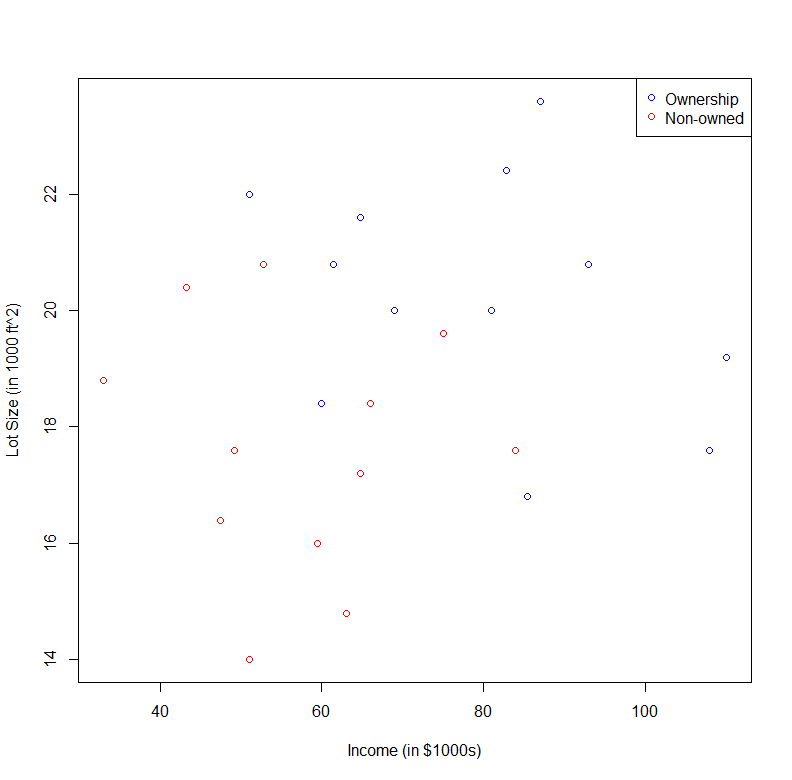 Ownership
Non-owned
Lot Size (in 1000 ft^2)
22
20
18
16
14
40 60 80 100
Income (in $1000s)